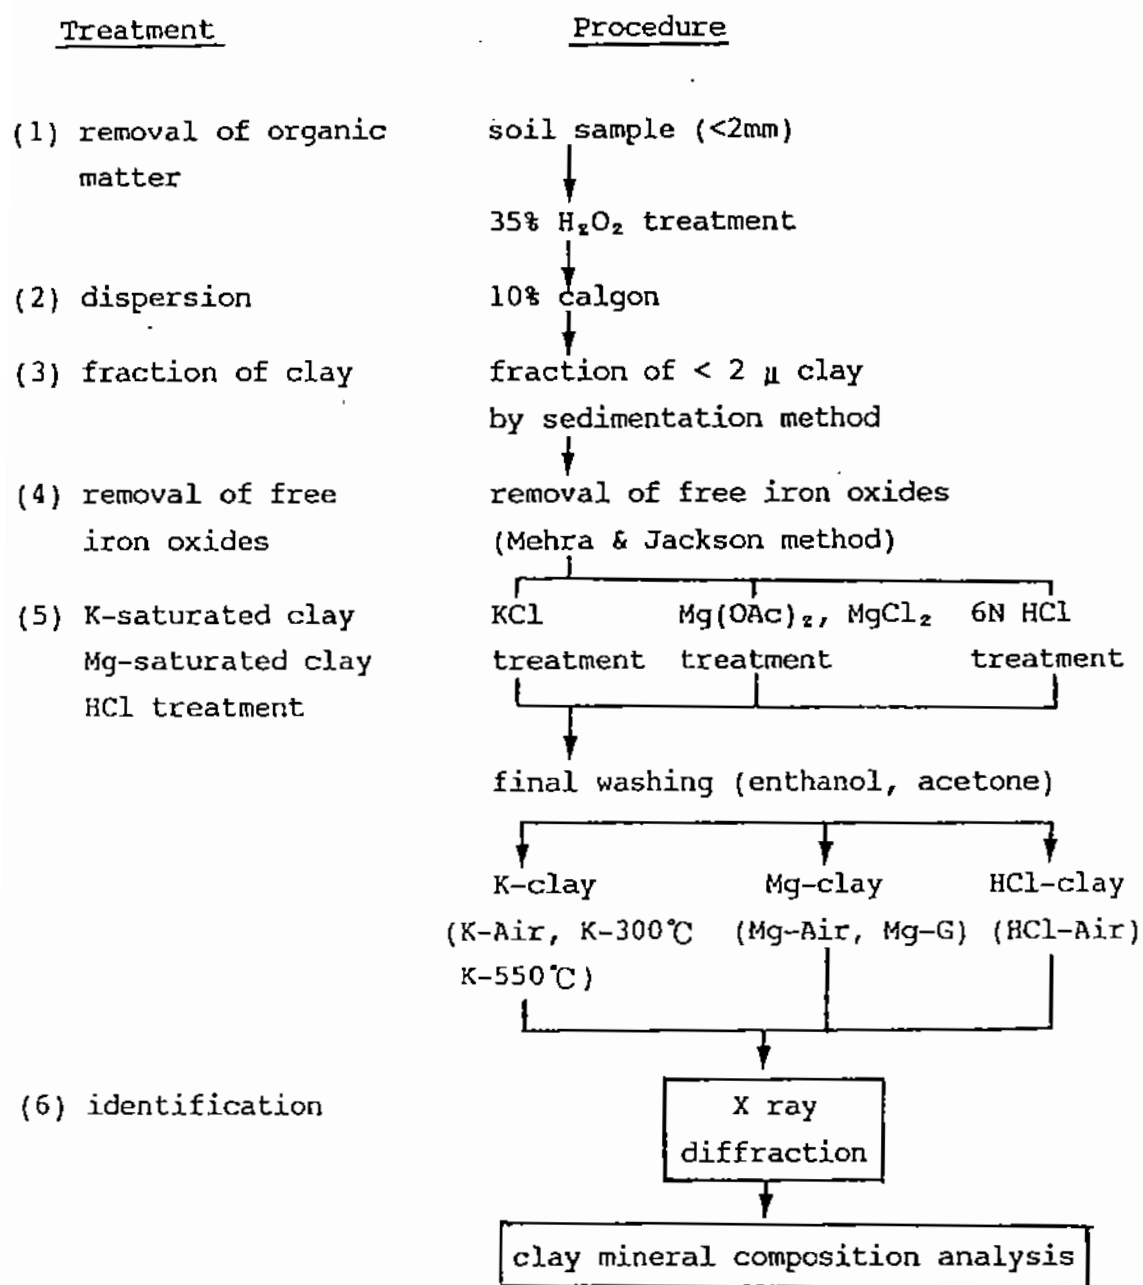 Treatment Procedure
(1) removal of organic soil sample (<2mm)
matter
35% H₂O₂ treatment
(2) dispersion 10% calgon
(3) fraction of clay fraction of < 2 μ clay
by sedimentation method
(4) removal of free removal of free iron oxides
iron oxides (Mehra & Jackson method)
(5) K-saturated clay KCl Mg(OAc)₂, MgCl₂ 6N HCl
Mg-saturated clay treatment treatment treatment
HCl treatment
final washing (enthanol, acetone)
K-clay Mg-clay HCl-clay
(K-Air, K-300℃ (Mg-Air, Mg-G) (HCl-Air)
K-550℃)
(6) identification X ray
diffraction
clay mineral composition analysis